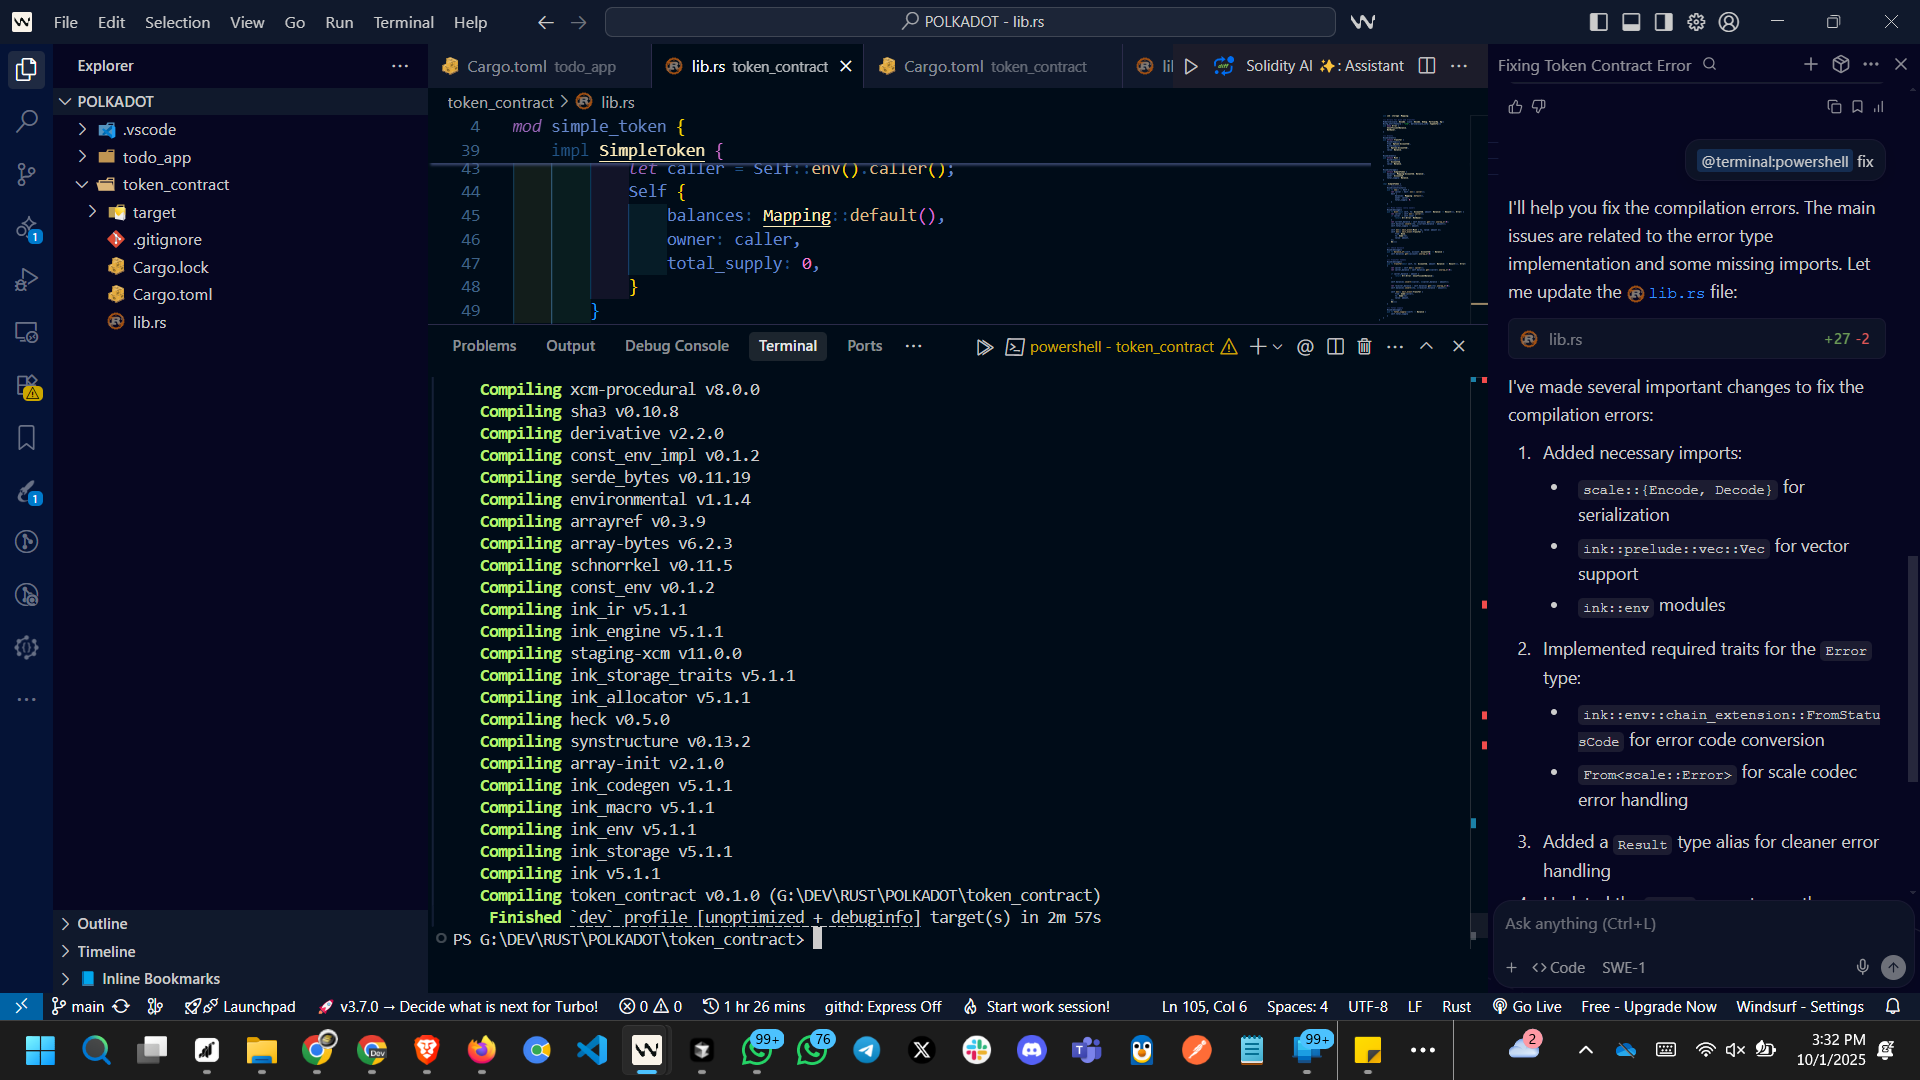 File Edit Selection View Go Run Terminal Help
POLKADOT - lib.rs
Explorer
POLKADOT
.vscode
todo_app
token_contract
target
.gitignore
Cargo.lock
Cargo.toml
lib.rs
Outline
Timeline
Inline Bookmarks
Cargo.toml todo_app
lib.rs token_contract
Cargo.toml token_contract
Solidity AI ✨: Assistant
token_contract > lib.rs
4 mod simple_token {
39 impl SimpleToken {
43 let caller = Self::env().caller();
44 Self {
45 balances: Mapping::default(),
46 owner: caller,
47 total_supply: 0,
48 }
49 }
Problems Output Debug Console Terminal Ports
powershell - token_contract
Compiling xcm-procedural v8.0.0
Compiling sha3 v0.10.8
Compiling derivative v2.2.0
Compiling const_env_impl v0.1.2
Compiling serde_bytes v0.11.19
Compiling environmental v1.1.4
Compiling arrayref v0.3.9
Compiling array-bytes v6.2.3
Compiling schnorrkel v0.11.5
Compiling const_env v0.1.2
Compiling ink_ir v5.1.1
Compiling ink_engine v5.1.1
Compiling staging-xcm v11.0.0
Compiling ink_storage_traits v5.1.1
Compiling ink_allocator v5.1.1
Compiling heck v0.5.0
Compiling synstructure v0.13.2
Compiling array-init v2.1.0
Compiling ink_codegen v5.1.1
Compiling ink_macro v5.1.1
Compiling ink_env v5.1.1
Compiling ink_storage v5.1.1
Compiling ink v5.1.1
Compiling token_contract v0.1.0 (G:\DEV\RUST\POLKADOT\token_contract)
Finished `dev` profile [unoptimized + debuginfo] target(s) in 2m 57s
PS G:\DEV\RUST\POLKADOT\token_contract>
Fixing Token Contract Error
@terminal:powershell fix
I'll help you fix the compilation errors. The main
issues are related to the error type
implementation and some missing imports. Let
me update the lib.rs file:
lib.rs +27 -2
I've made several important changes to fix the
compilation errors:
1. Added necessary imports:
• scale::{Encode, Decode} for
serialization
• ink::prelude::vec::Vec for vector
support
• ink::env modules
2. Implemented required traits for the Error
type:
• ink::env::chain_extension::FromStatu
sCode for error code conversion
• From<scale::Error> for scale codec
error handling
3. Added a Result type alias for cleaner error
handling
Ask anything (Ctrl+L)
Code SWE-1
main Launchpad v3.7.0 → Decide what is next for Turbo! 0 0 1 hr 26 mins githd: Express Off Start work session! Ln 105, Col 6 Spaces: 4 UTF-8 LF Rust Go Live Free - Upgrade Now Windsurf - Settings
1
1
Dev
99+
76
99+
2
3:32 PM
10/1/2025